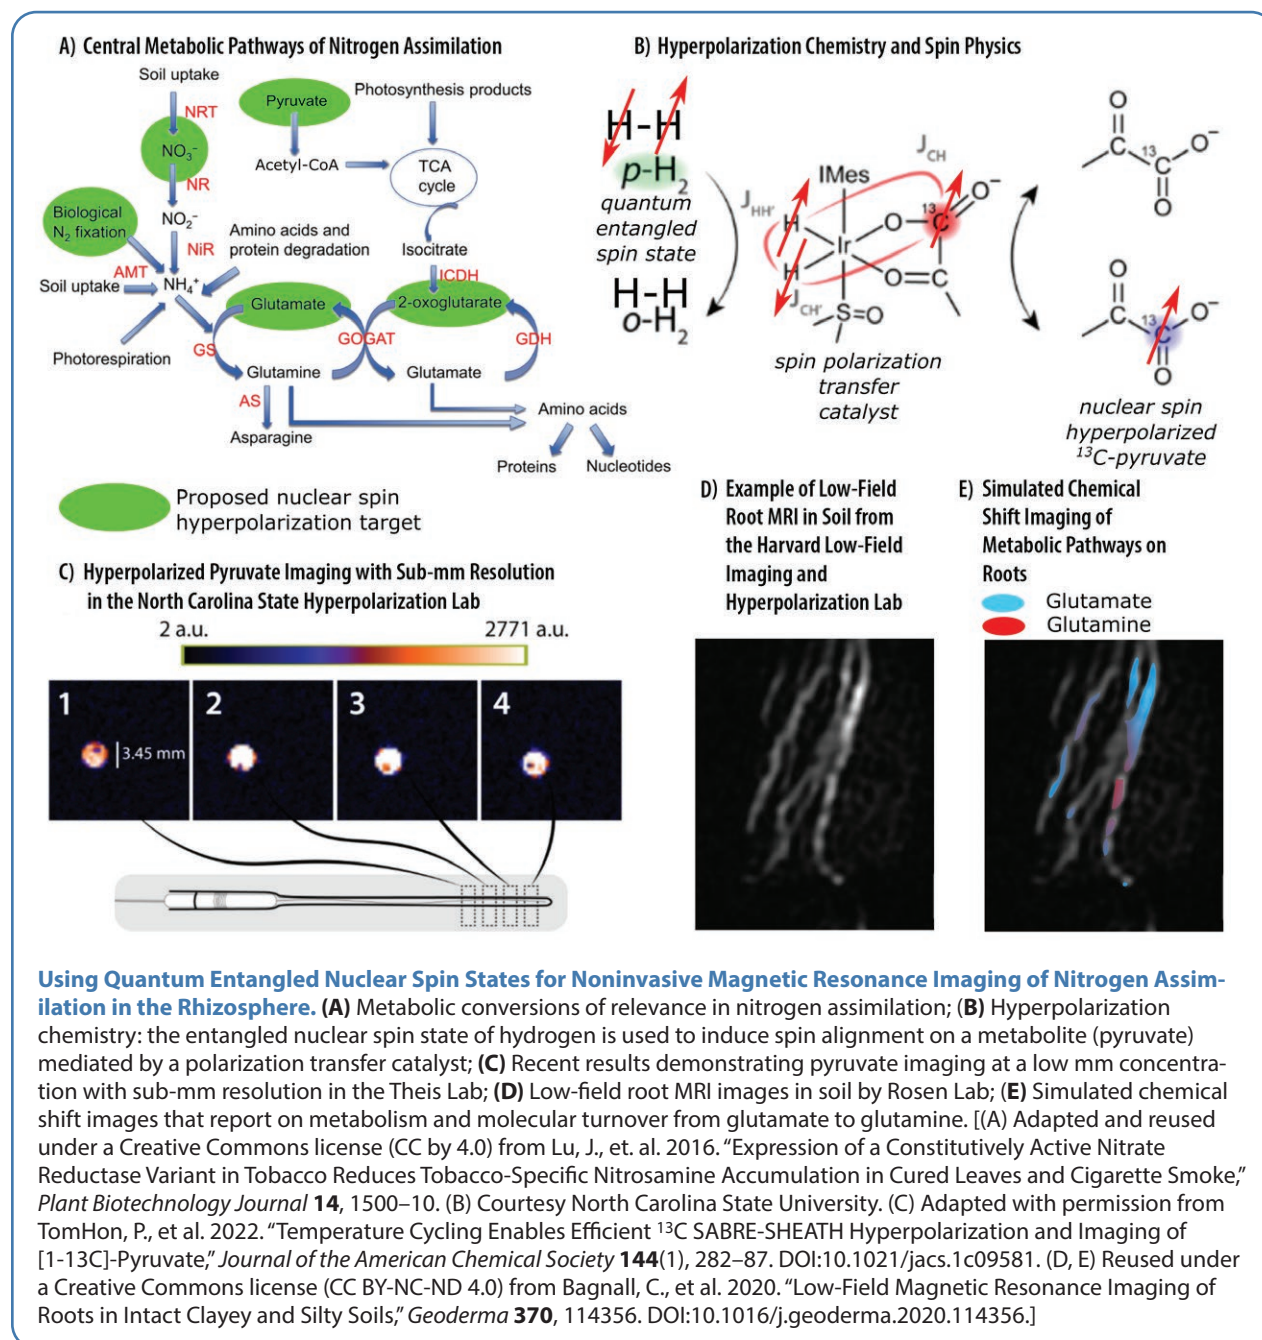 A) Central Metabolic Pathways of Nitrogen Assimilation
Soil uptake
NRT
NO₃⁻
NR
NO₂⁻
NiR
Biological
N₂ fixation
AMT
Soil uptake
NH₄⁺
Photorespiration
Amino acids and
protein degradation
GS
Pyruvate
Acetyl-CoA
Photosynthesis products
TCA
cycle
Isocitrate
ICDH
2-oxoglutarate
Glutamate
GOGAT
GDH
Glutamine
Glutamate
AS
Asparagine
Amino acids
Proteins
Nucleotides
Proposed nuclear spin
hyperpolarization target
B) Hyperpolarization Chemistry and Spin Physics
H-H
p-H₂
quantum
entangled
spin state
H-H
o-H₂
IMes
J_CH
J_HH'
J_CH'
H
H
Ir
O
O
13
C
O⁻
S=O
spin polarization
transfer
catalyst
O
13
C
O⁻
O
O
13
C
O⁻
O
nuclear spin
hyperpolarized
¹³C-pyruvate
C) Hyperpolarized Pyruvate Imaging with Sub-mm Resolution
in the North Carolina State Hyperpolarization Lab
2 a.u.
2771 a.u.
1
3.45 mm
2
3
4
D) Example of Low-Field
Root MRI in Soil from
the Harvard Low-Field
Imaging and
Hyperpolarization Lab
E) Simulated Chemical
Shift Imaging of
Metabolic Pathways on
Roots
Glutamate
Glutamine
Using Quantum Entangled Nuclear Spin States for Noninvasive Magnetic Resonance Imaging of Nitrogen Assim-
ilation in the Rhizosphere. (A) Metabolic conversions of relevance in nitrogen assimilation; (B) Hyperpolarization
chemistry: the entangled nuclear spin state of hydrogen is used to induce spin alignment on a metabolite (pyruvate)
mediated by a polarization transfer catalyst; (C) Recent results demonstrating pyruvate imaging at a low mm concentra-
tion with sub-mm resolution in the Theis Lab; (D) Low-field root MRI images in soil by Rosen Lab; (E) Simulated chemical
shift images that report on metabolism and molecular turnover from glutamate to glutamine. [(A) Adapted and reused
under a Creative Commons license (CC by 4.0) from Lu, J., et. al. 2016. “Expression of a Constitutively Active Nitrate
Reductase Variant in Tobacco Reduces Tobacco-Specific Nitrosamine Accumulation in Cured Leaves and Cigarette Smoke,”
Plant Biotechnology Journal 14, 1500–10. (B) Courtesy North Carolina State University. (C) Adapted with permission from
TomHon, P., et al. 2022. “Temperature Cycling Enables Efficient ¹³C SABRE-SHEATH Hyperpolarization and Imaging of
[1-13C]-Pyruvate,” Journal of the American Chemical Society 144(1), 282–87. DOI:10.1021/jacs.1c09581. (D, E) Reused under
a Creative Commons license (CC BY-NC-ND 4.0) from Bagnall, C., et al. 2020. “Low-Field Magnetic Resonance Imaging of
Roots in Intact Clayey and Silty Soils,” Geoderma 370, 114356. DOI:10.1016/j.geoderma.2020.114356.]